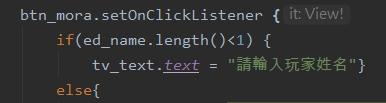 btn_mora.setOnClickListener { it: View!
if(ed_name.length()<1) {
tv_text.text = "請輸入玩家姓名"}
else{